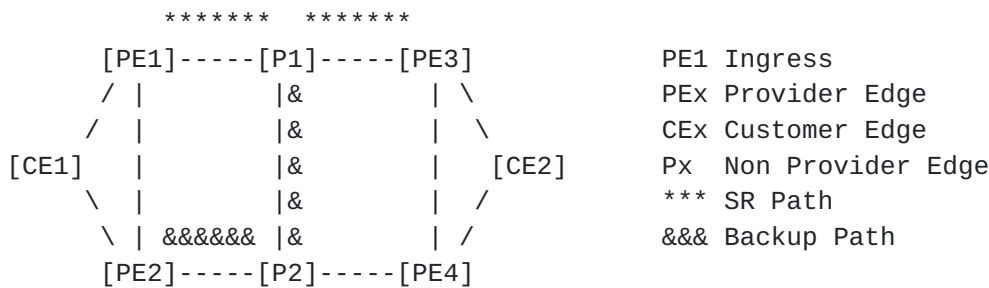 *******  *******
[PE1]-----[P1]-----[PE3]            PE1 Ingress
/ |        |&        | \            PEx Provider Edge
/  |        |&        |  \           CEx Customer Edge
[CE1]   |        |&        |   [CE2]      Px  Non Provider Edge
\  |        |&        |  /           *** SR Path
\ | &&&&&& |&        | /            &&& Backup Path
[PE2]-----[P2]-----[PE4]